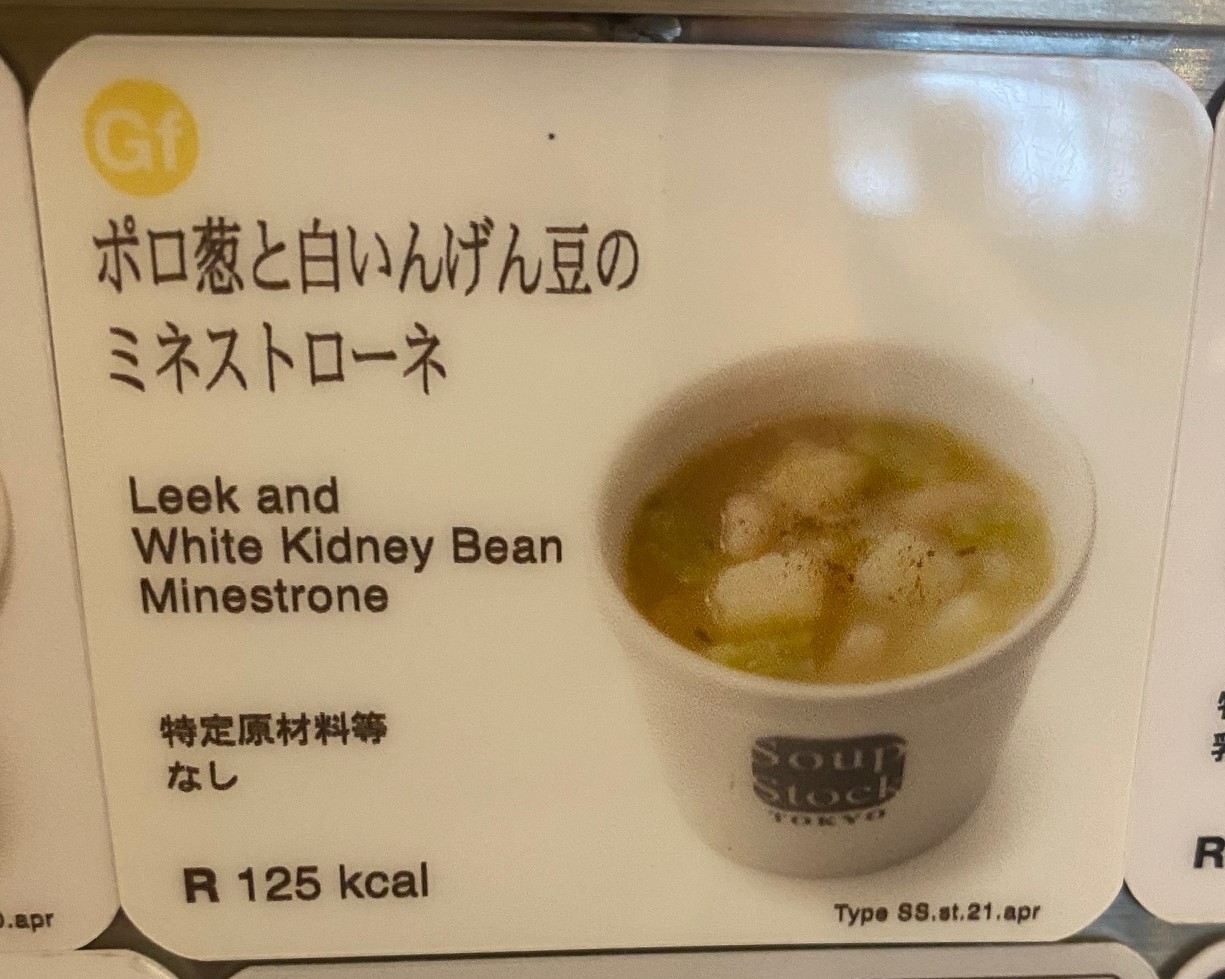 Gf
ポロ葱と白いんげん豆の
ミネストローネ
Leek and
White Kidney Bean
Minestrone
特定原材料等
なし
R 125 kcal
Soup
Stock
TOKYO
Type SS.st.21.apr
.apr
R